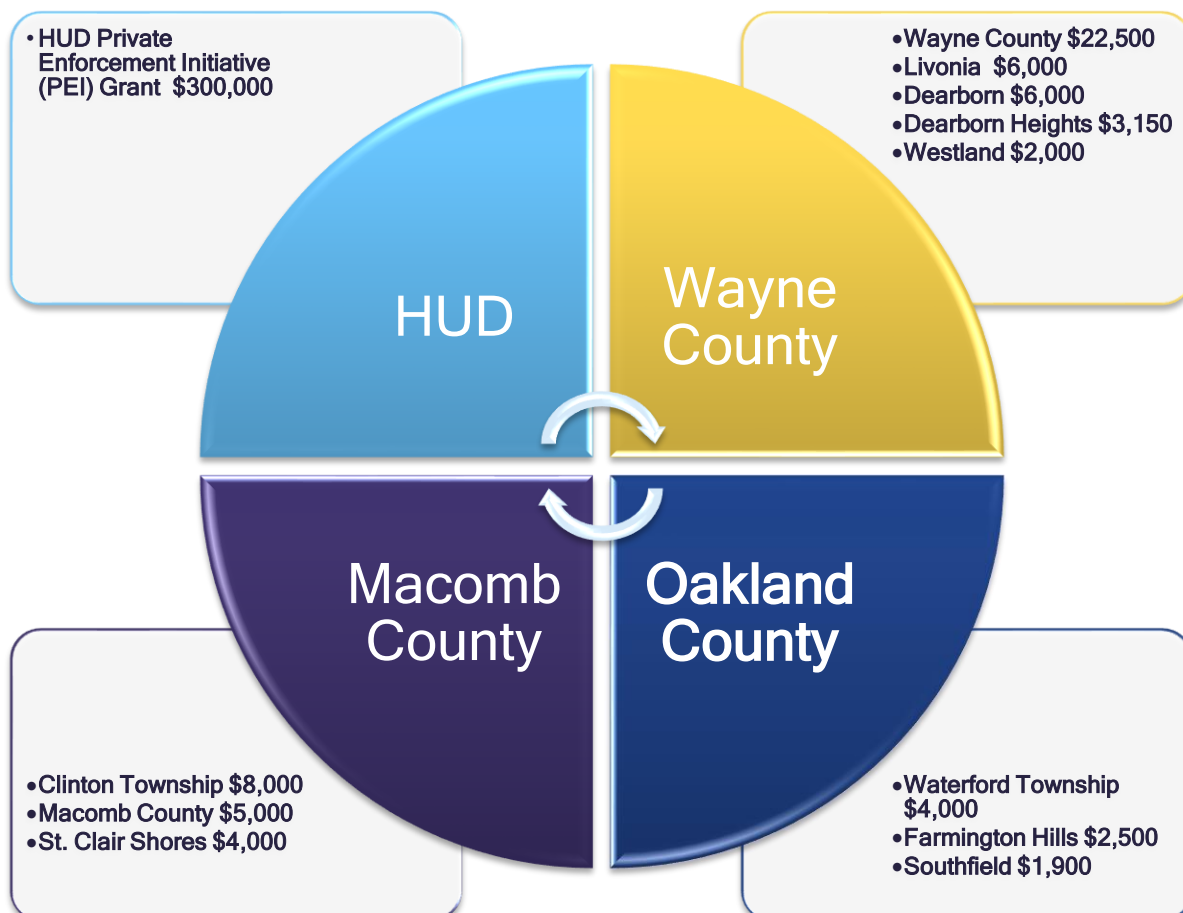 • HUD Private
Enforcement Initiative
(PEI) Grant $300,000
•Wayne County $22,500
•Livonia $6,000
•Dearborn $6,000
•Dearborn Heights $3,150
•Westland $2,000
HUD
Wayne
County
Macomb
County
Oakland
County
•Clinton Township $8,000
•Macomb County $5,000
•St. Clair Shores $4,000
•Waterford Township
$4,000
•Farmington Hills $2,500
•Southfield $1,900